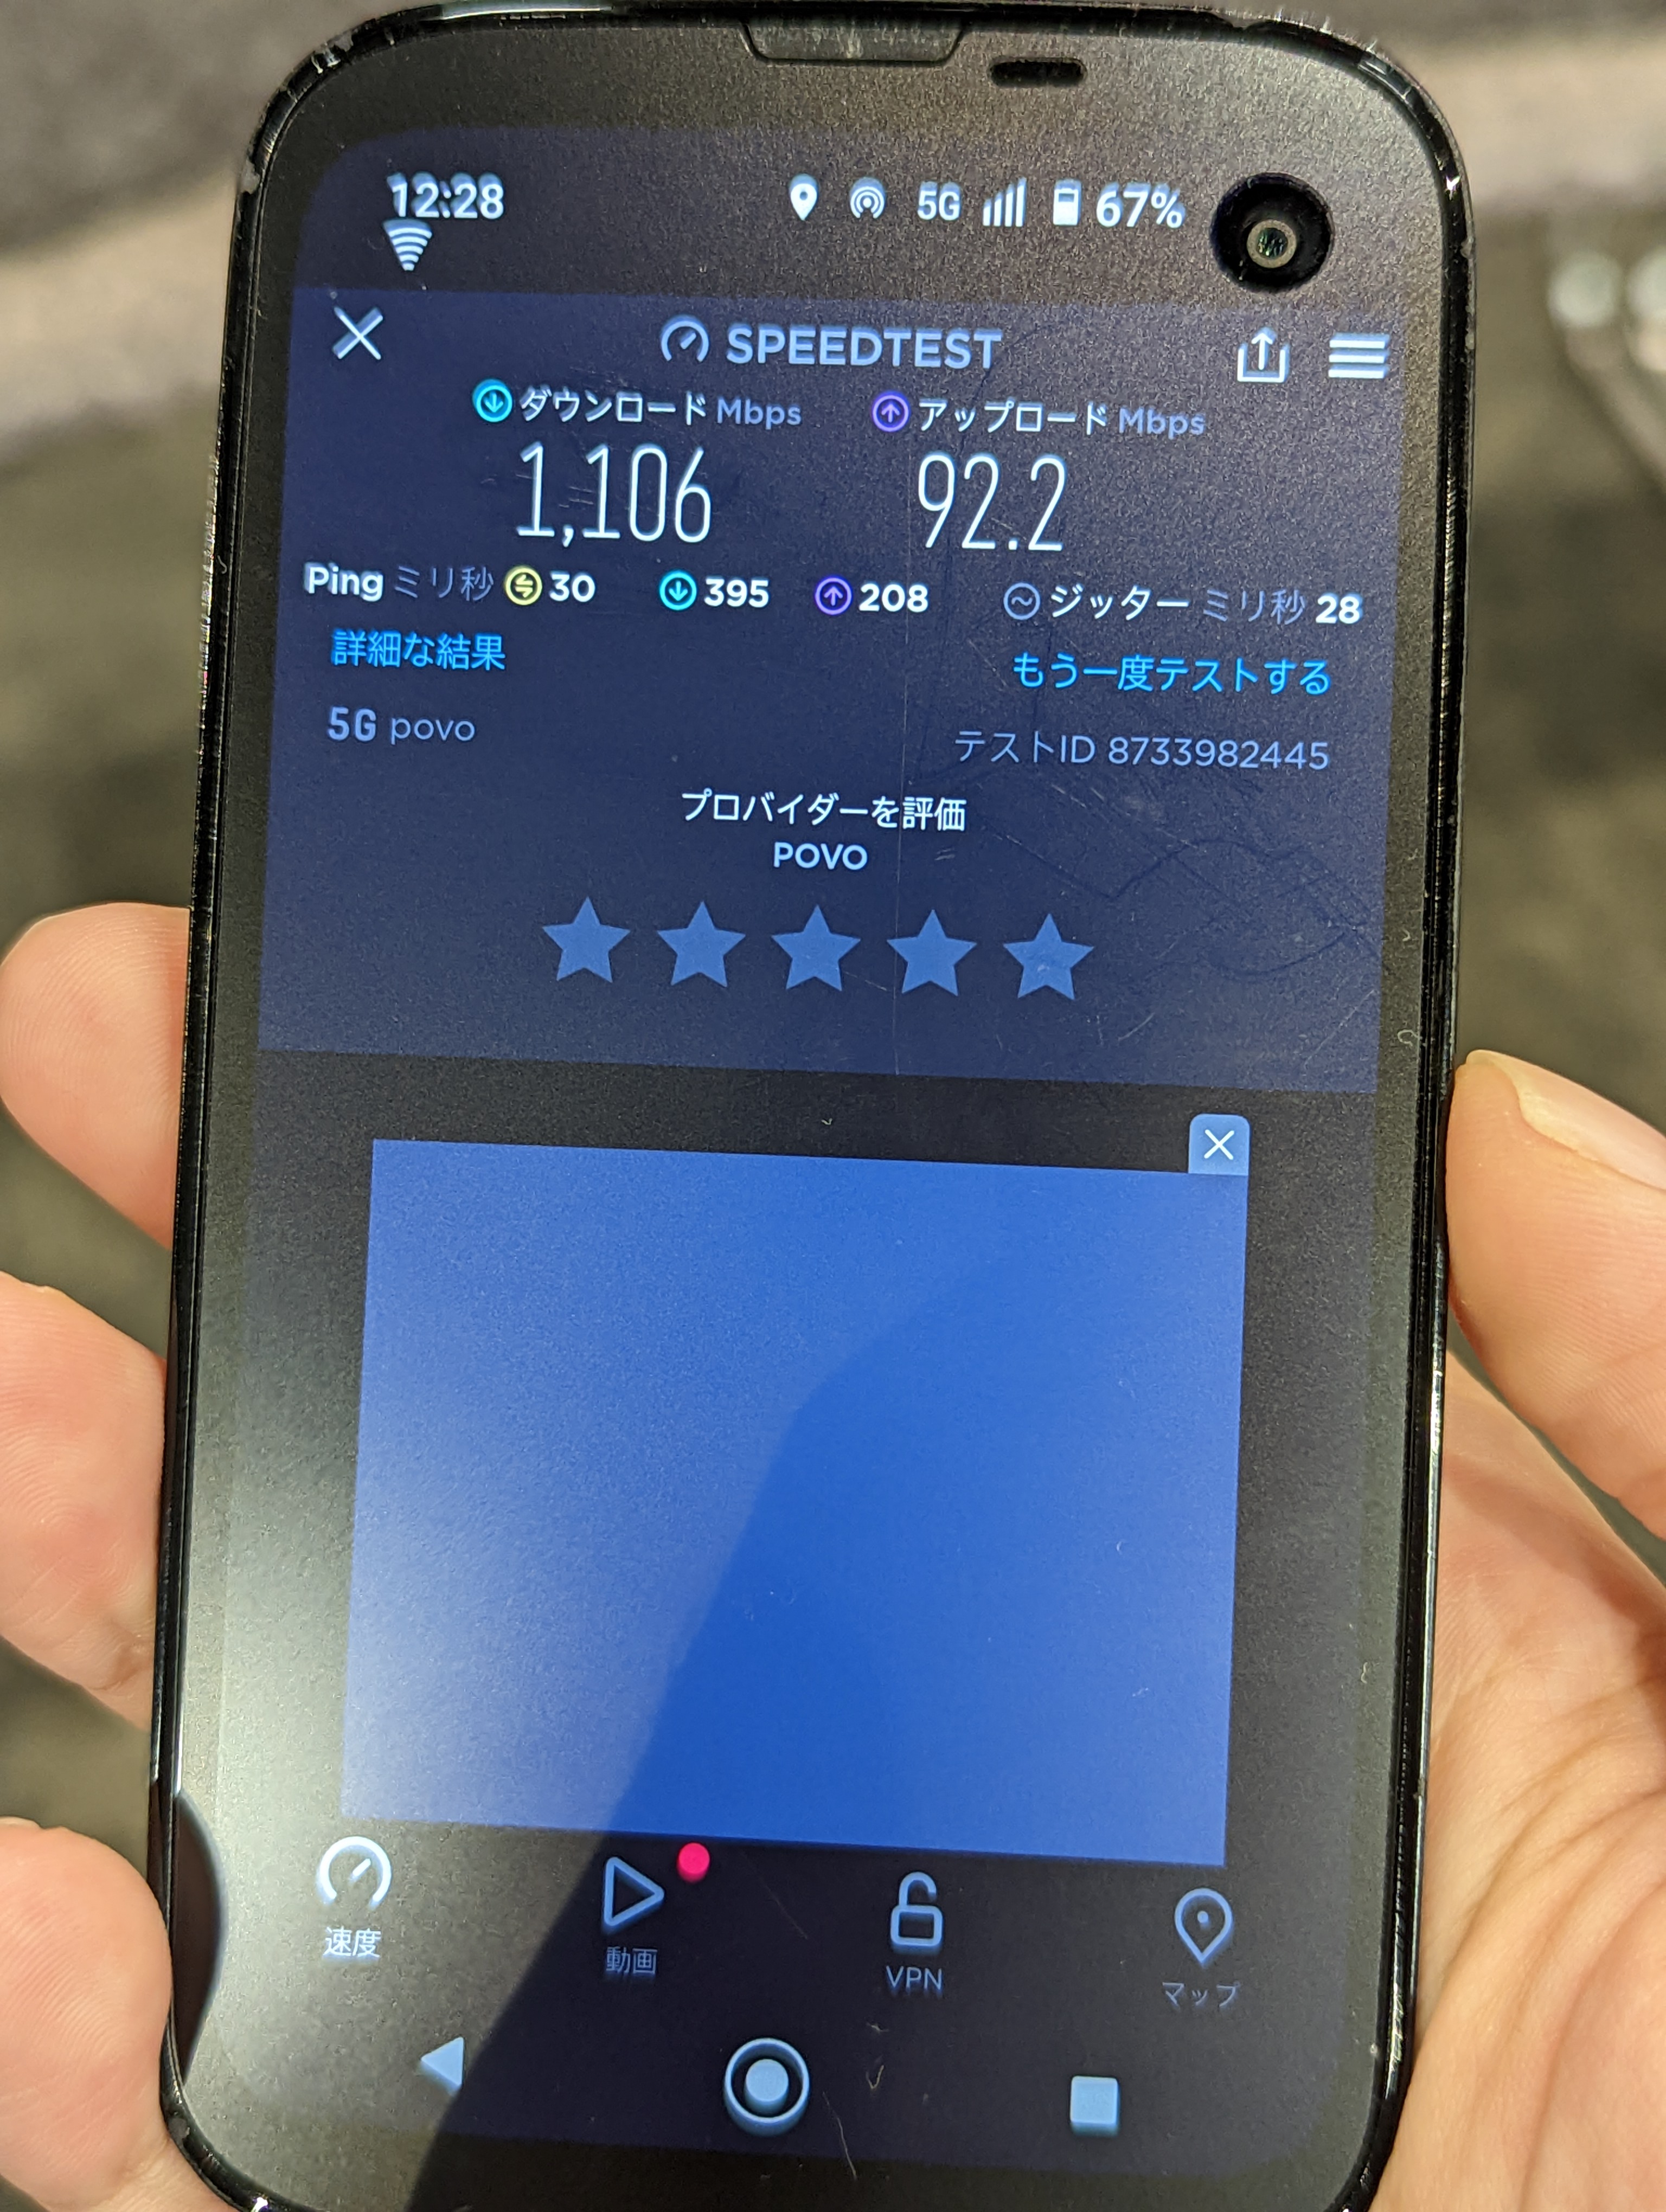 12:28 5G 67%
SPEEDTEST
ダウンロード Mbps アップロード Mbps
1,106 92.2
Ping ミリ秒 30 395 208 ジッター ミリ秒 28
詳細な結果 もう一度テストする
5G povo テストID 8733982445
プロバイダーを評価
POVO
速度 動画 VPN マップ